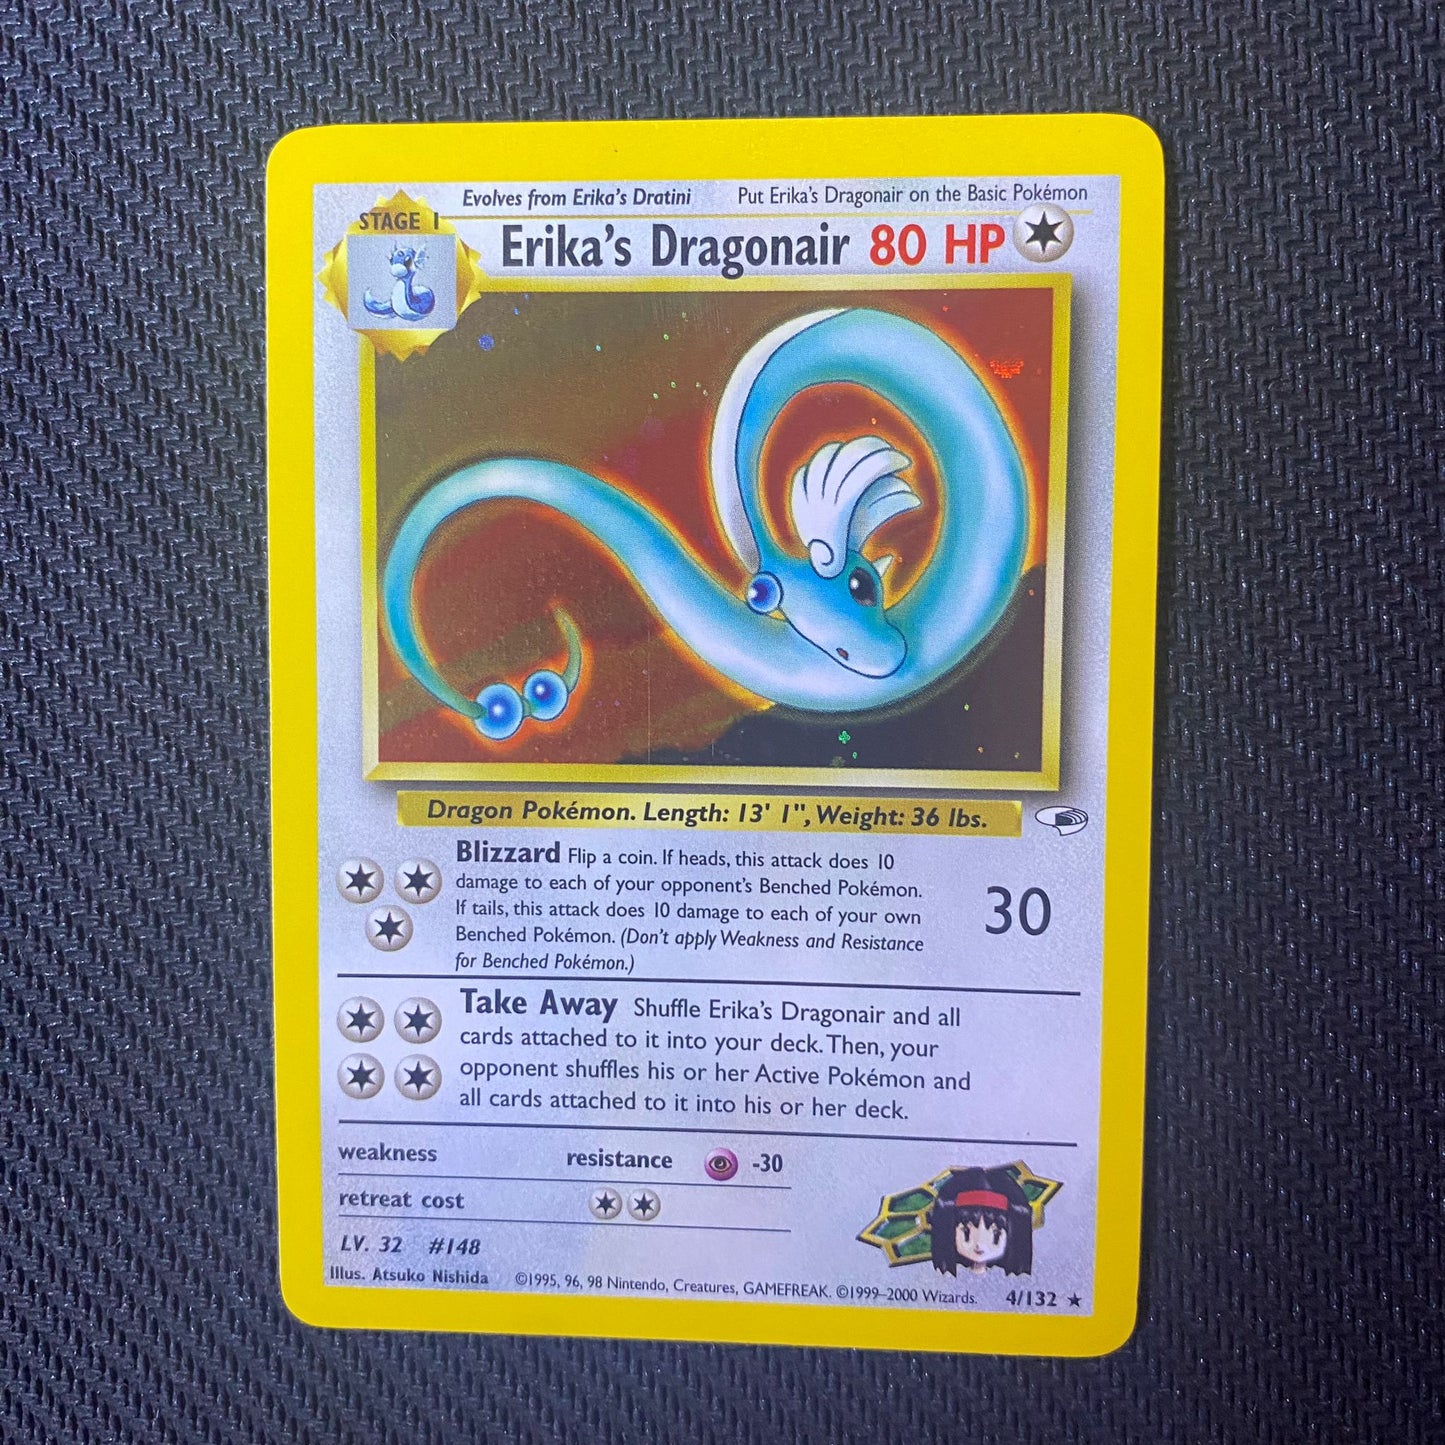 Evolves from Erika's Dratini Put Erika's Dragonair on the Basic Pokémon
STAGE 1
Erika's Dragonair 80 HP
Dragon Pokémon. Length: 13' 1", Weight: 36 lbs.
Blizzard Flip a coin. If heads, this attack does 10
damage to each of your opponent's Benched Pokémon.
If tails, this attack does 10 damage to each of your own
Benched Pokémon. (Don't apply Weakness and Resistance
for Benched Pokémon.)
30
Take Away Shuffle Erika's Dragonair and all
cards attached to it into your deck. Then, your
opponent shuffles his or her Active Pokémon and
all cards attached to it into his or her deck.
weakness resistance -30
retreat cost
LV. 32 #148
Illus. Atsuko Nishida ©1995, 96, 98 Nintendo, Creatures, GAMEFREAK. ©1999–2000 Wizards. 4/132 ★